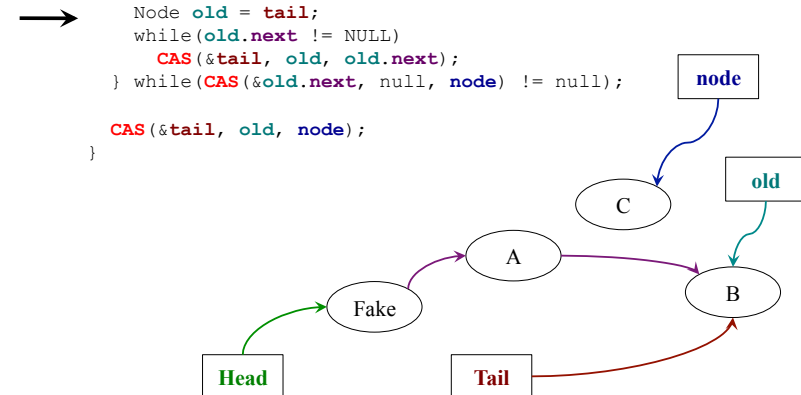 Node old = tail;
while(old.next != NULL)
CAS(&tail, old, old.next);
} while(CAS(&old.next, null, node) != null);
CAS(&tail, old, node);
}
node
old
C
A
B
Fake
Head
Tail